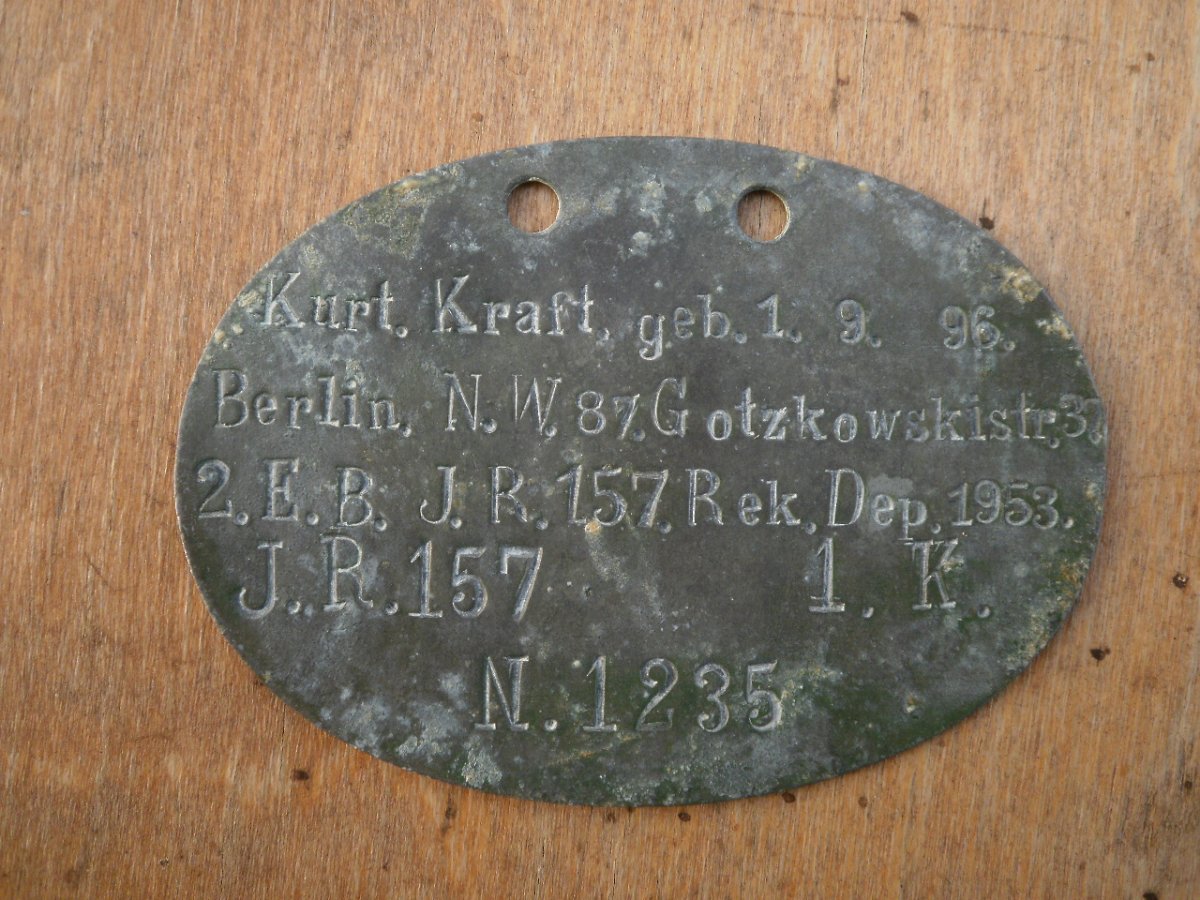 Kurt. Kraft. geb. 1. 9. 96.
Berlin. N.W. 87. Gotzkowskistr. 37.
2. E. B. J. R. 157. Rek. Dep. 1953.
J. R. 157 1. K.
N. 1235